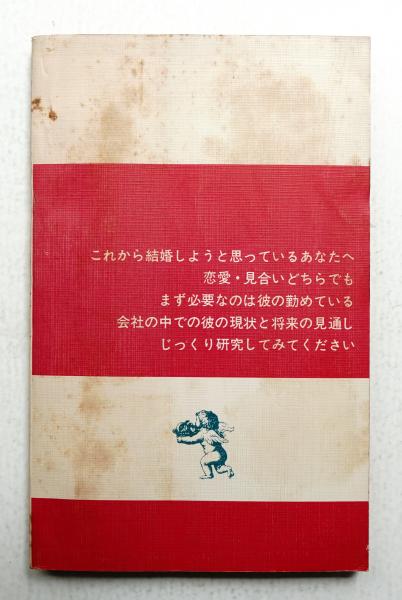 これから結婚しようと思っているあなたへ
恋愛・見合いどちらでも
まず必要なのは彼の勤めている
会社の中での彼の現状と将来の見通し
じっくり研究してみてください